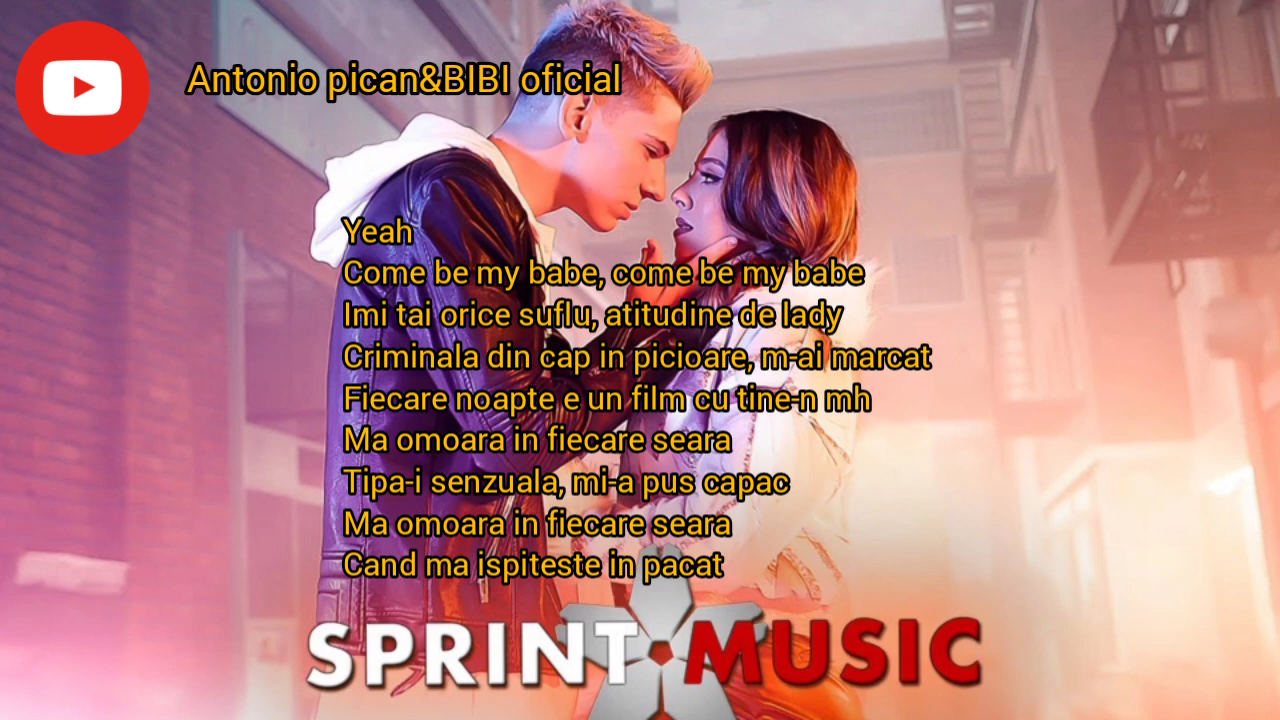 Antonio pican&BIBI oficial
Yeah
Come be my babe, come be my babe
Imi tai orice suflu, atitudine de lady
Criminala din cap in picioare, m-ai marcat
Fiecare noapte e un film cu tine-n mh
Ma omoara in fiecare seara
Tipa-i senzuala, mi-a pus capac
Ma omoara in fiecare seara
Cand ma ispiteste in pacat
SPRINT MUSIC